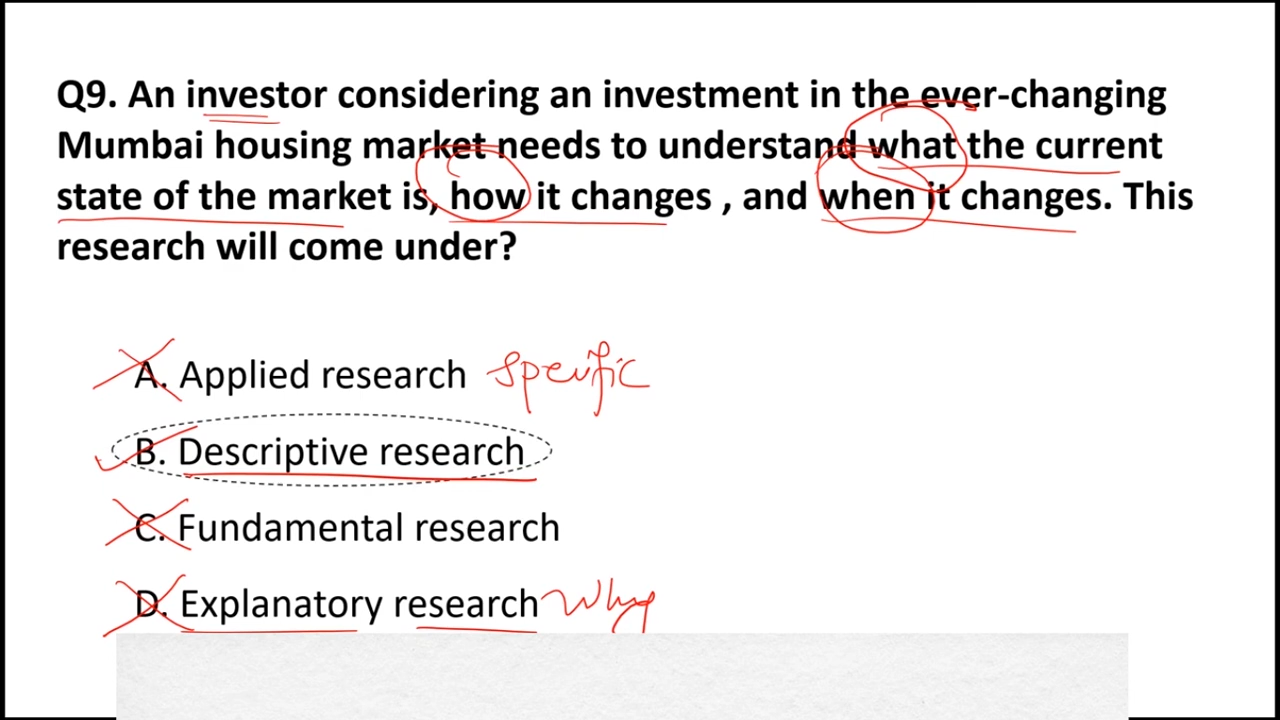 Q9. An investor considering an investment in the ever-changing
Mumbai housing market needs to understand what the current
state of the market is, how it changes , and when it changes. This
research will come under?
A. Applied research specific
B. Descriptive research
C. Fundamental research
D. Explanatory research Why